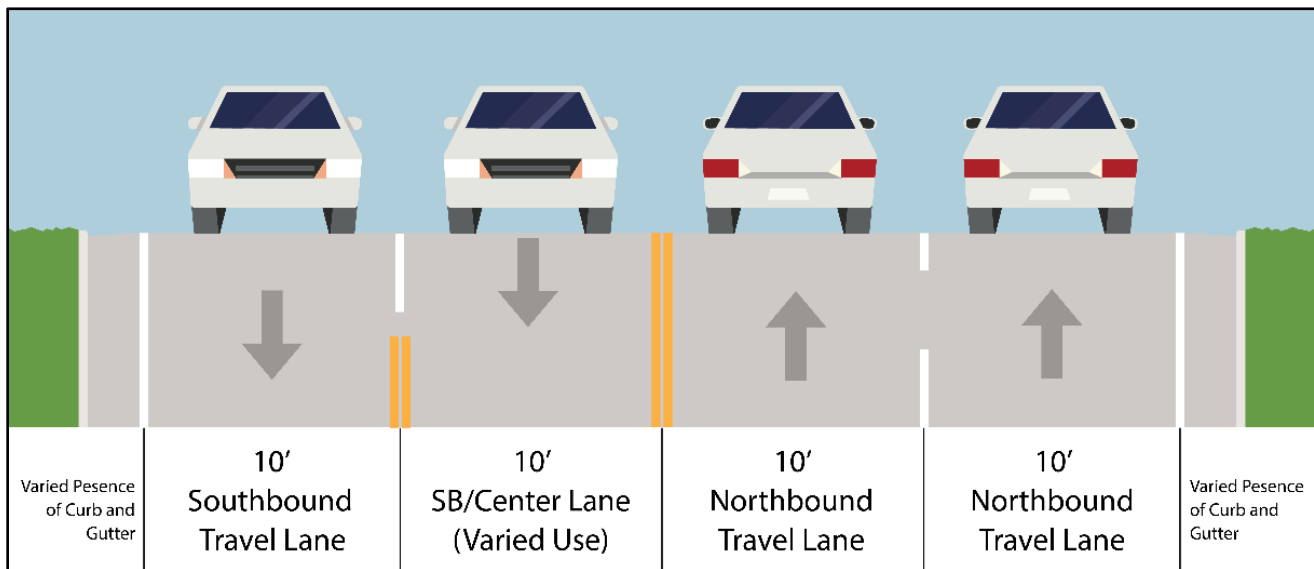 Varied Pesence
of Curb and
Gutter
10’
Southbound
Travel Lane
10’
SB/Center Lane
(Varied Use)
10’
Northbound
Travel Lane
10’
Northbound
Travel Lane
Varied Pesence
of Curb and
Gutter